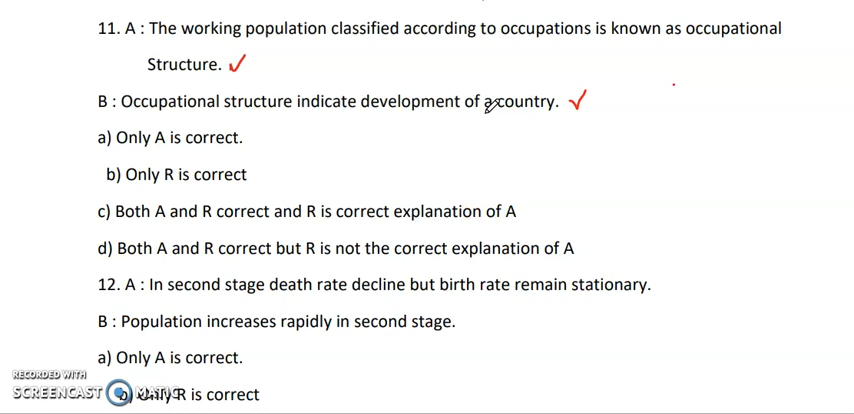 11. A : The working population classified according to occupations is known as occupational
Structure.
B : Occupational structure indicate development of a country.
a) Only A is correct.
b) Only R is correct
c) Both A and R correct and R is correct explanation of A
d) Both A and R correct but R is not the correct explanation of A
12. A : In second stage death rate decline but birth rate remain stationary.
B : Population increases rapidly in second stage.
a) Only A is correct.
RECORDED WITH
SCREENCAST MATIC
b) Only R is correct